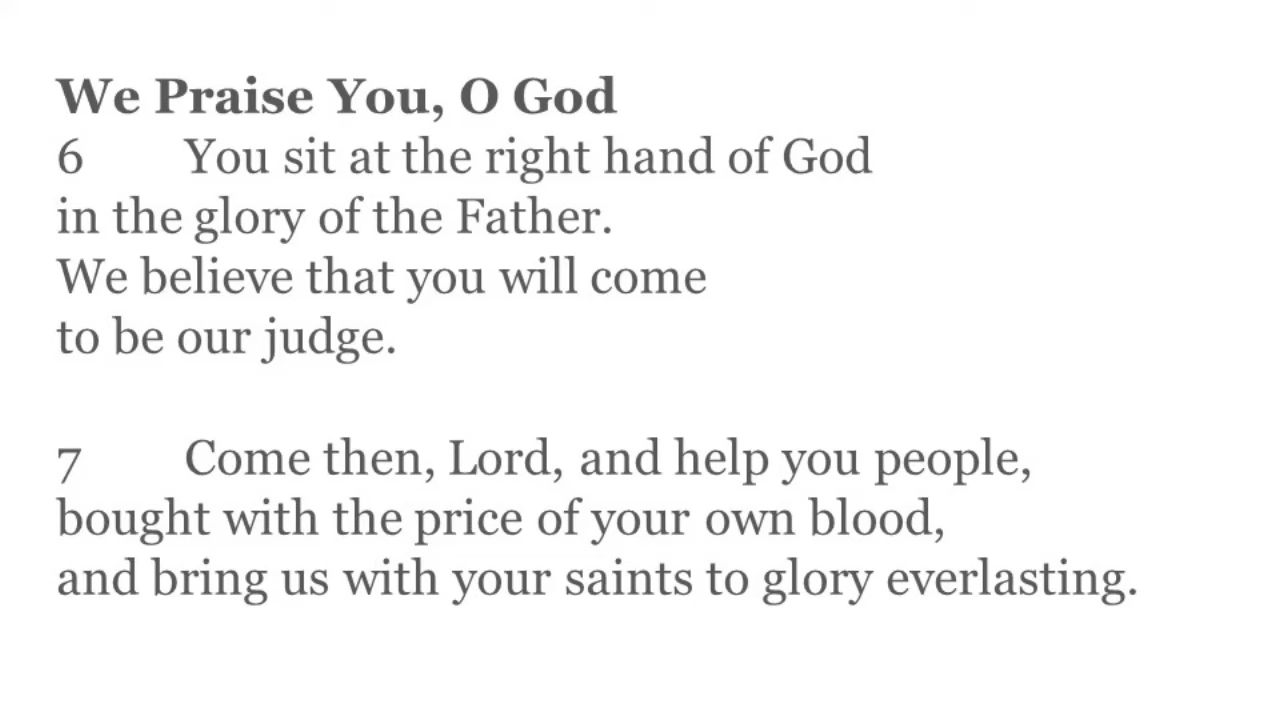 We Praise You, O God
6 You sit at the right hand of God
in the glory of the Father.
We believe that you will come
to be our judge.
7 Come then, Lord, and help you people,
bought with the price of your own blood,
and bring us with your saints to glory everlasting.